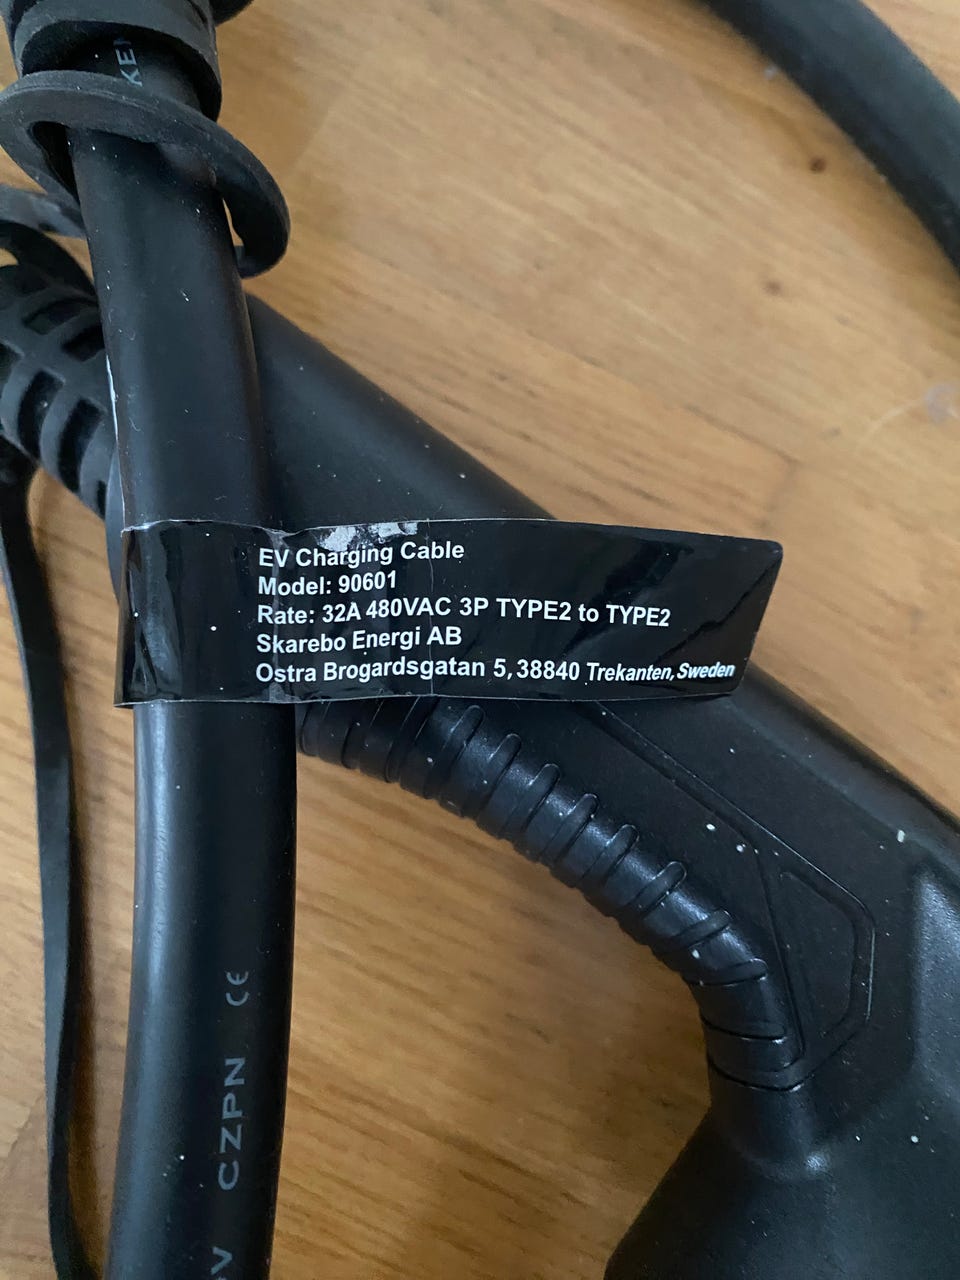 EV Charging Cable
Model: 90601
Rate: 32A 480VAC 3P TYPE2 to TYPE2
Skarebo Energi AB
Ostra Brogardsgatan 5, 38840 Trekanten, Sweden
CZPN CE